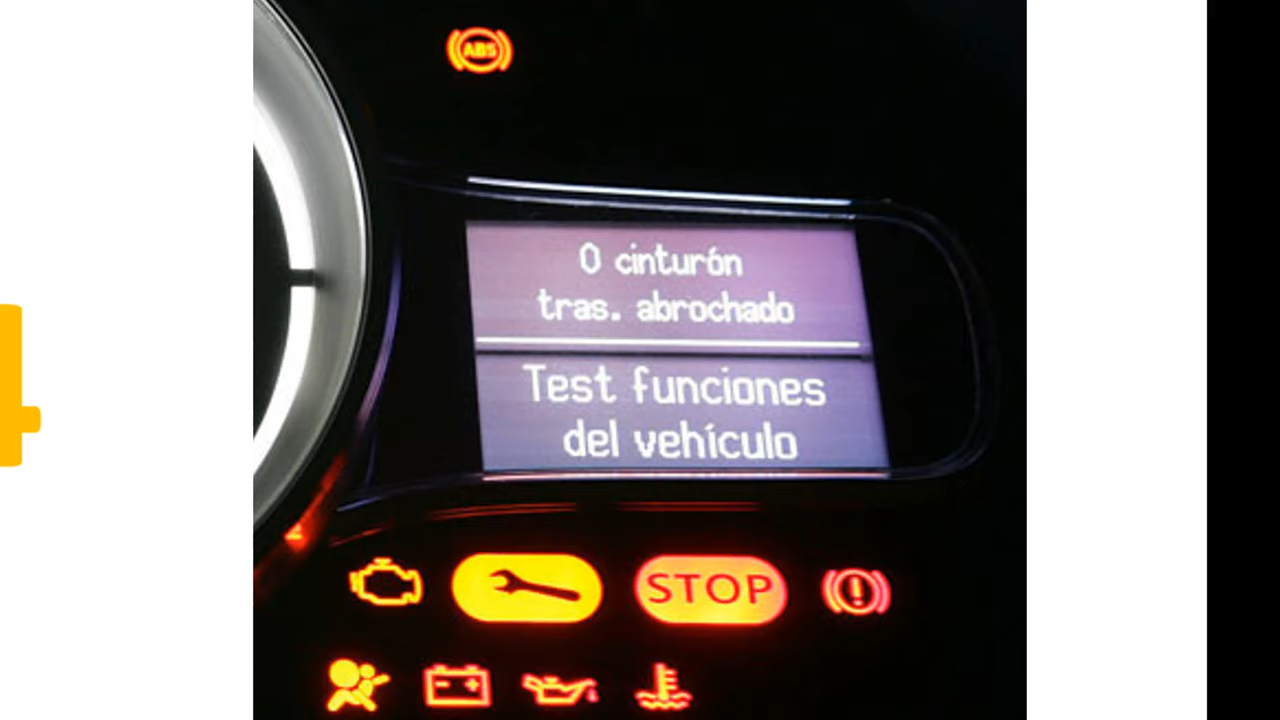 ABS
0 cinturón
tras. abrochado
Test funciones
del vehículo
STOP